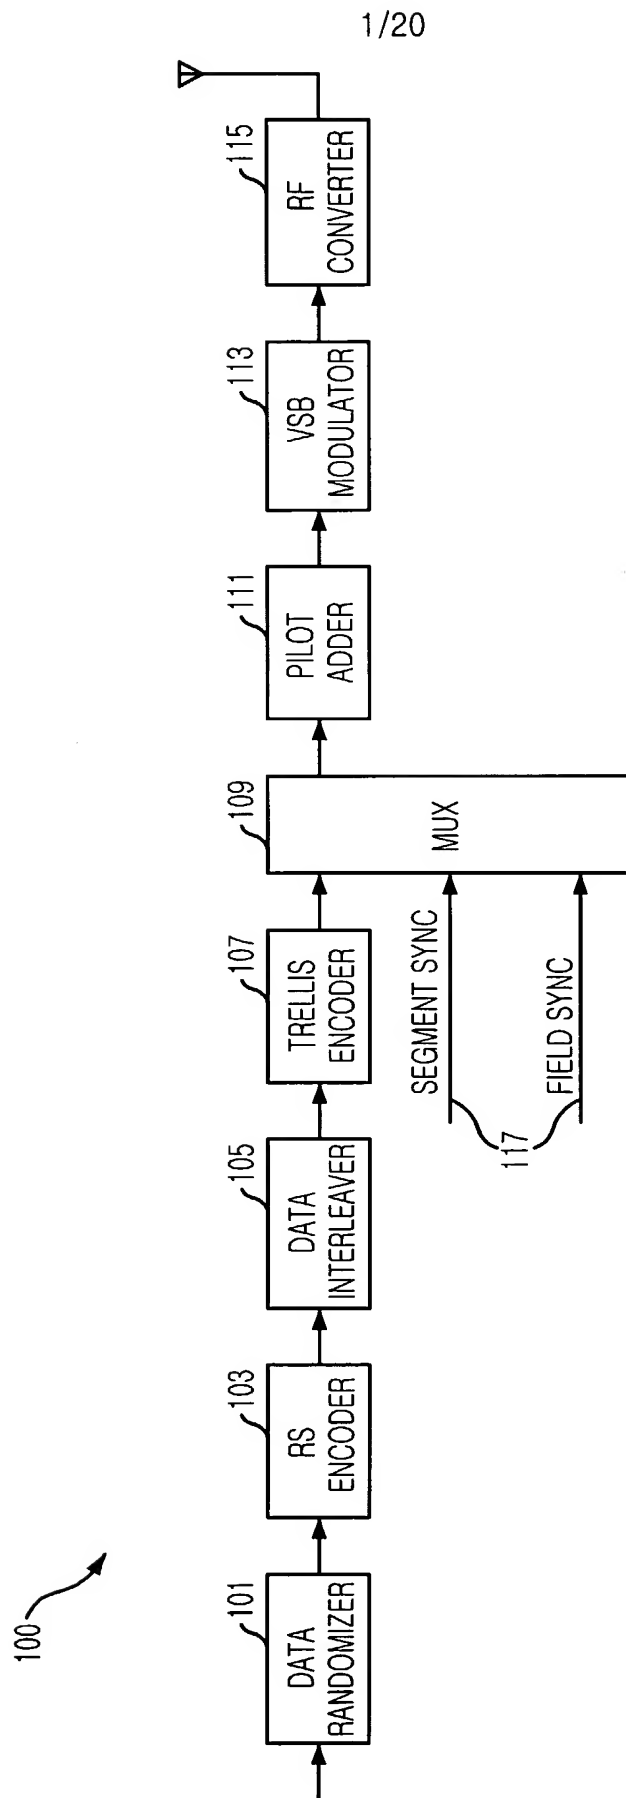 1/20
100
101
DATA
RANDOMIZER
103
RS
ENCODER
105
DATA
INTERLEAVER
107
TRELLIS
ENCODER
SEGMENT SYNC
FIELD SYNC
117
109
MUX
111
PILOT
ADDER
113
VSB
MODULATOR
115
RF
CONVERTER